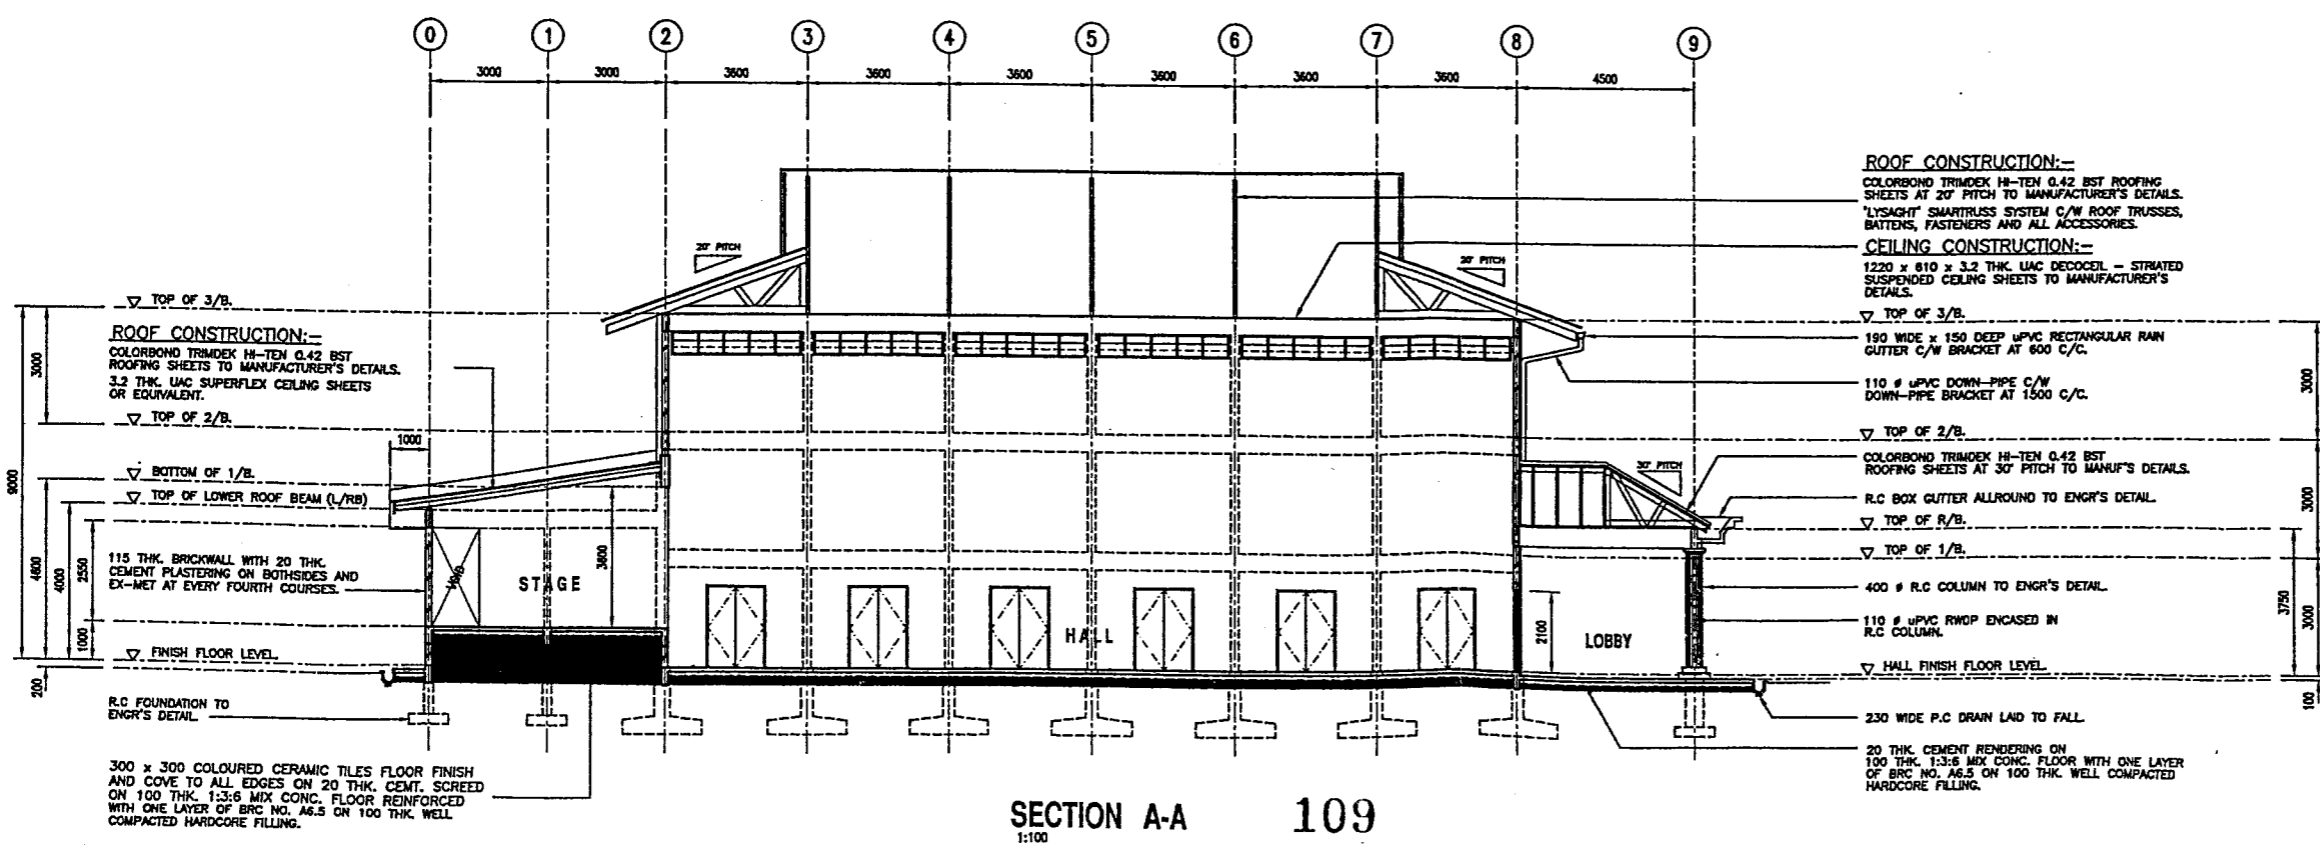 0 1 2 3 4 5 6 7 8 9
3000 3000 3600 3600 3600 3600 3600 3600 4500
ROOF CONSTRUCTION:-
COLORBOND TRIMDEK HI-TEN 0.42 BST ROOFING
SHEETS AT 20° PITCH TO MANUFACTURER'S DETAILS.
'LYSAGHT' SMARTRUSS SYSTEM C/W ROOF TRUSSES,
BATTENS, FASTENERS AND ALL ACCESSORIES.
CEILING CONSTRUCTION:-
1220 x 610 x 3.2 THK. UAC DECOCEIL - STRIATED
SUSPENDED CEILING SHEETS TO MANUFACTURER'S
DETAILS.
TOP OF 3/B.
190 WIDE x 150 DEEP uPVC RECTANGULAR RAIN
GUTTER C/W BRACKET AT 600 C/C.
110 ø uPVC DOWN-PIPE C/W
DOWN-PIPE BRACKET AT 1500 C/C.
TOP OF 2/B.
COLORBOND TRIMDEK HI-TEN 0.42 BST
ROOFING SHEETS AT 30° PITCH TO MANUF'S DETAILS.
R.C BOX GUTTER ALLROUND TO ENGR'S DETAIL.
TOP OF R/B.
TOP OF 1/B.
400 ø R.C COLUMN TO ENGR'S DETAIL.
110 ø uPVC RWDP ENCASED IN
R.C COLUMN.
HALL FINISH FLOOR LEVEL.
230 WIDE P.C DRAIN LAID TO FALL.
20 THK. CEMENT RENDERING ON
100 THK. 1:3:6 MIX CONC. FLOOR WITH ONE LAYER
OF BRC NO. A6.5 ON 100 THK. WELL COMPACTED
HARDCORE FILLING.
3000
3000
3750
3000
100
20° PITCH
20° PITCH
30° PITCH
TOP OF 3/B.
ROOF CONSTRUCTION:-
COLORBOND TRIMDEK HI-TEN 0.42 BST
ROOFING SHEETS TO MANUFACTURER'S DETAILS.
3.2 THK. UAC SUPERFLEX CEILING SHEETS
OR EQUIVALENT.
TOP OF 2/B.
1000
BOTTOM OF 1/B.
TOP OF LOWER ROOF BEAM (L/RB)
115 THK. BRICKWALL WITH 20 THK.
CEMENT PLASTERING ON BOTHSIDES AND
EX-MET AT EVERY FOURTH COURSES.
FINISH FLOOR LEVEL.
R.C FOUNDATION TO
ENGR'S DETAIL.
300 x 300 COLOURED CERAMIC TILES FLOOR FINISH
AND COVE TO ALL EDGES ON 20 THK. CEMT. SCREED
ON 100 THK. 1:3:6 MIX CONC. FLOOR REINFORCED
WITH ONE LAYER OF BRC NO. A6.5 ON 100 THK. WELL
COMPACTED HARDCORE FILLING.
9000
3000
4600
4000
2550
1000
200
VOID
STAGE
3600
HALL
2100
LOBBY
SECTION A-A 109
1:100